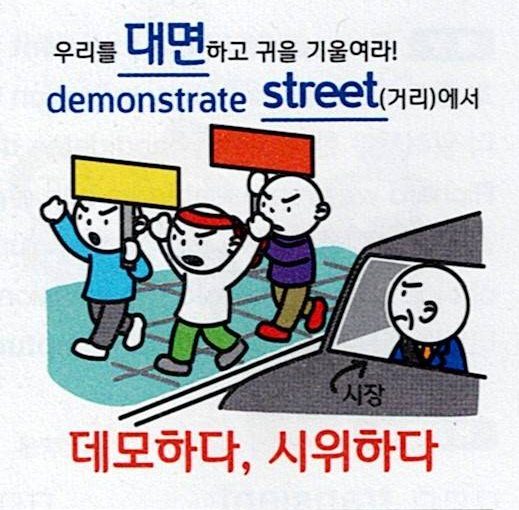 우리를 대면하고 귀을 기울여라!
demonstrate street(거리)에서
시장
데모하다, 시위하다